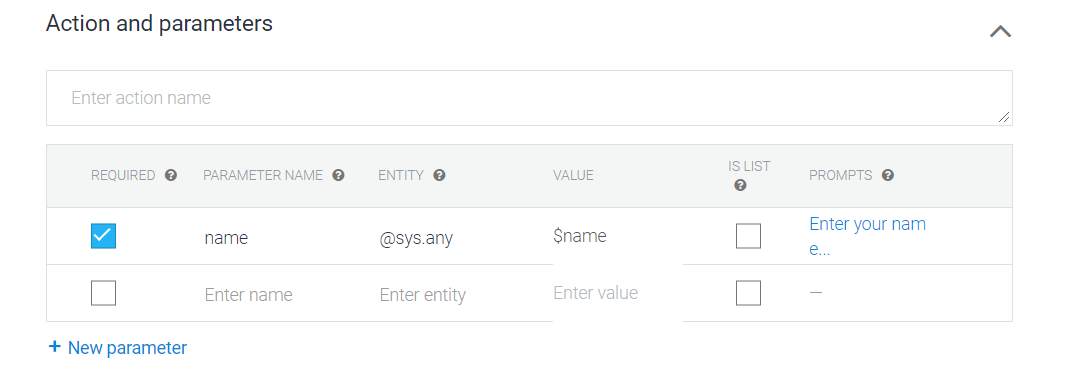 Action and parameters
Enter action name
REQUIRED PARAMETER NAME ENTITY VALUE IS LIST PROMPTS
name @sys.any $name Enter your nam
e...
Enter name Enter entity Enter value —
+ New parameter